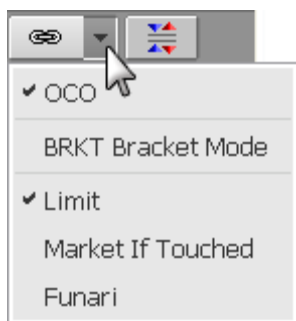 OCO
BRKT Bracket Mode
Limit
Market If Touched
Funari